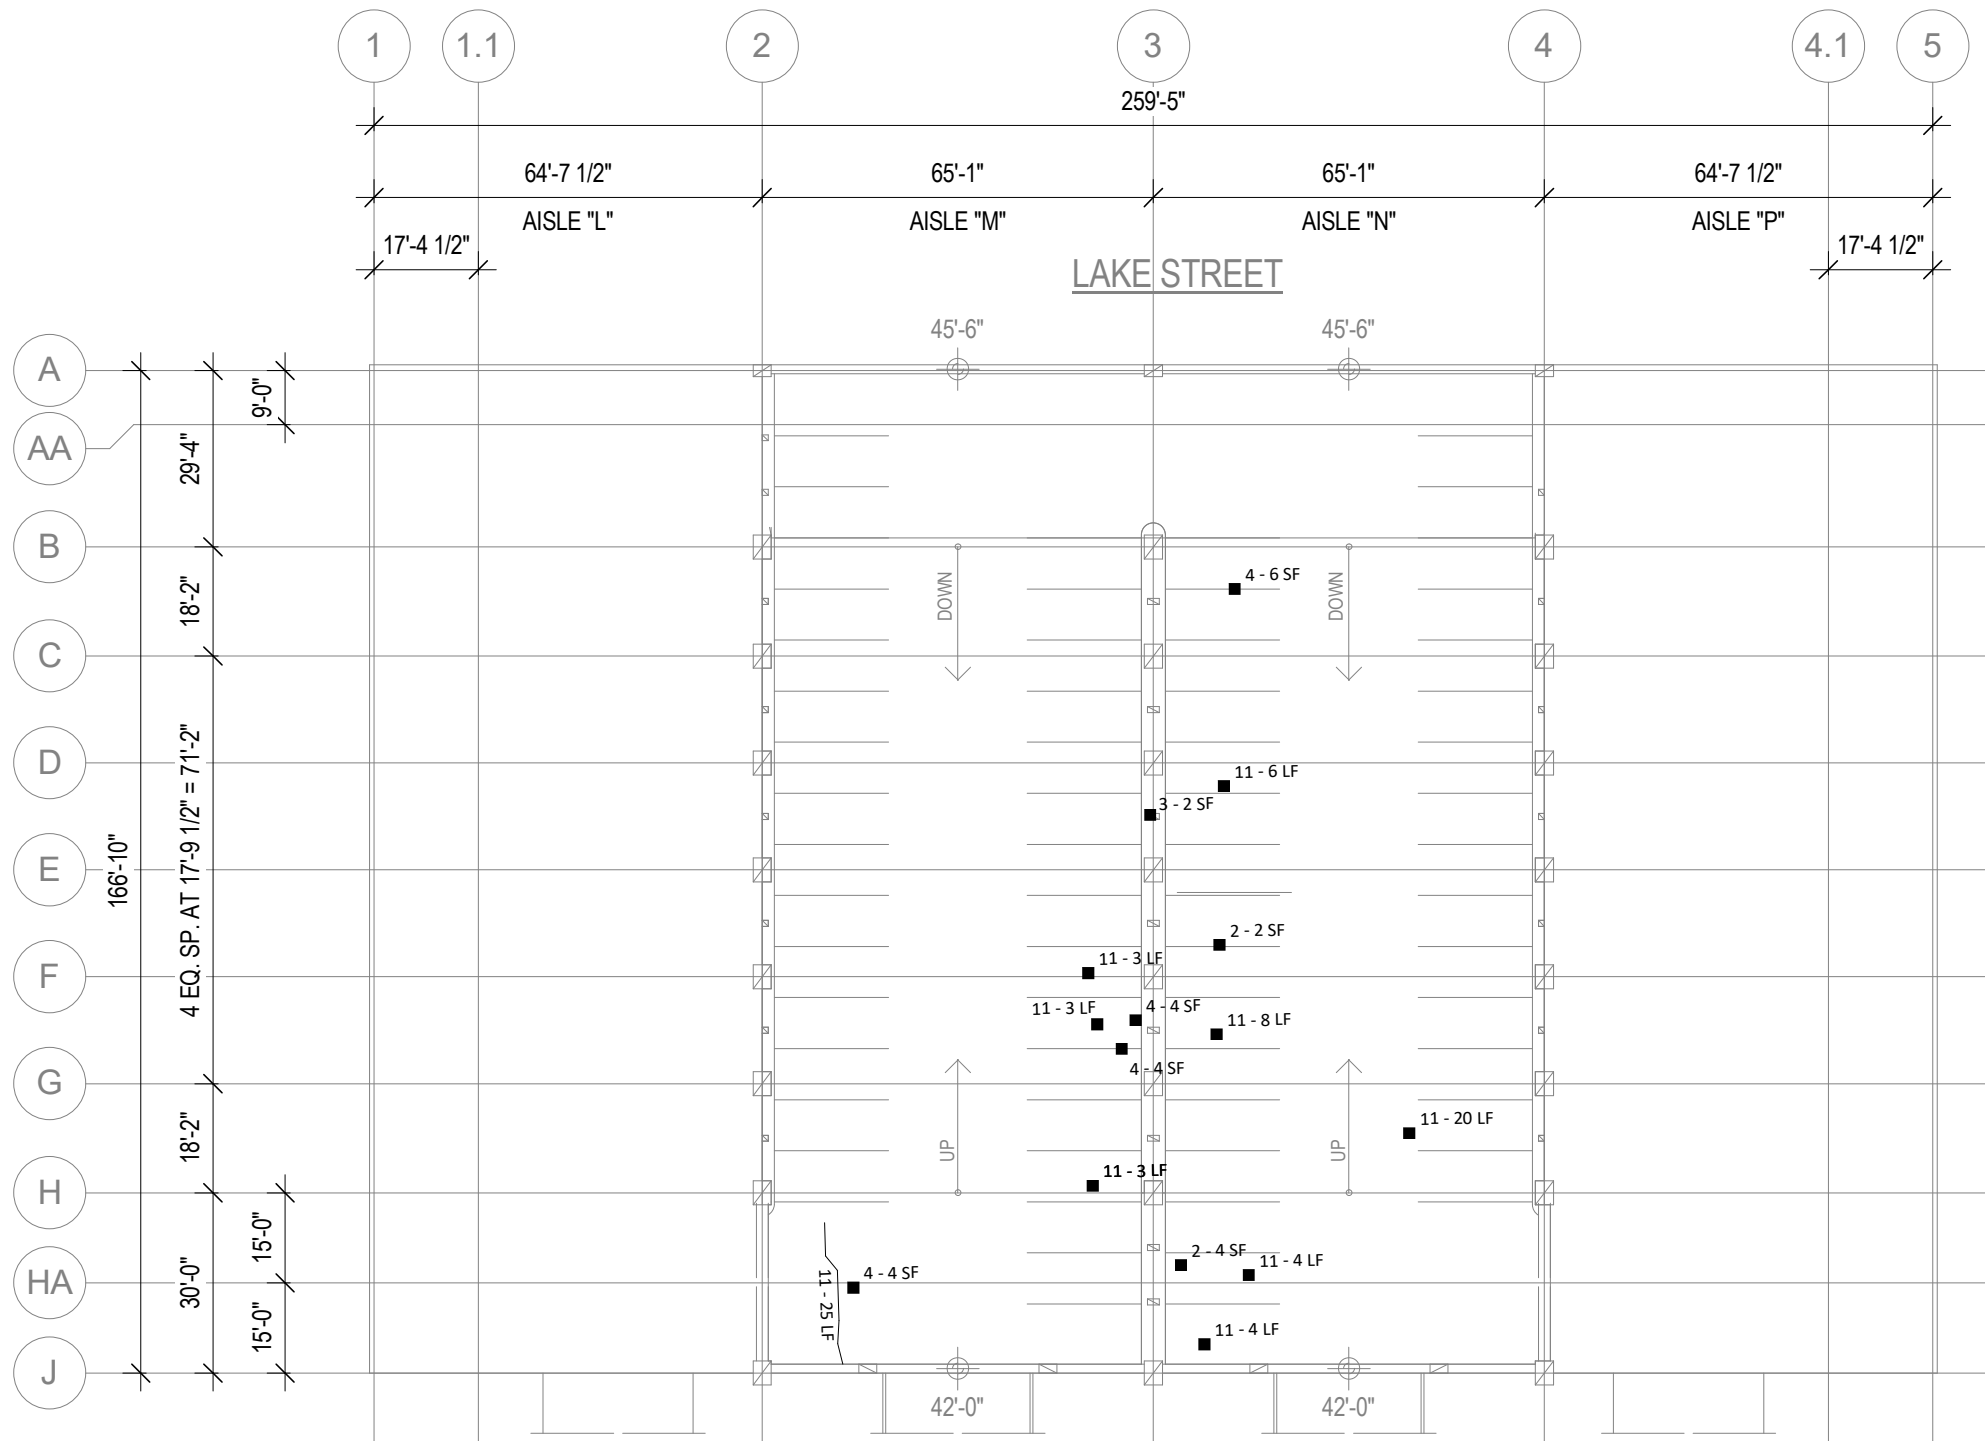 1
1.1
2
3
4
4.1
5
259'-5"
64'-7 1/2"
65'-1"
65'-1"
64'-7 1/2"
AISLE "L"
AISLE "M"
AISLE "N"
AISLE "P"
17'-4 1/2"
17'-4 1/2"
LAKE STREET
45'-6"
45'-6"
A
9'-0"
AA
29'-4"
B
18'-2"
DOWN
4 - 6 SF
DOWN
C
D
4 EQ. SP. AT 17'-9 1/2" = 71'-2"
11 - 6 LF
3 - 2 SF
166'-10"
E
2 - 2 SF
F
11 - 3 LF
11 - 3 LF
4 - 4 SF
11 - 8 LF
4 - 4 SF
G
18'-2"
UP
UP
11 - 20 LF
11 - 3 LF
H
15'-0"
2 - 4 SF
11 - 4 LF
HA
30'-0"
11 - 25 LF
4 - 4 SF
15'-0"
11 - 4 LF
J
42'-0"
42'-0"